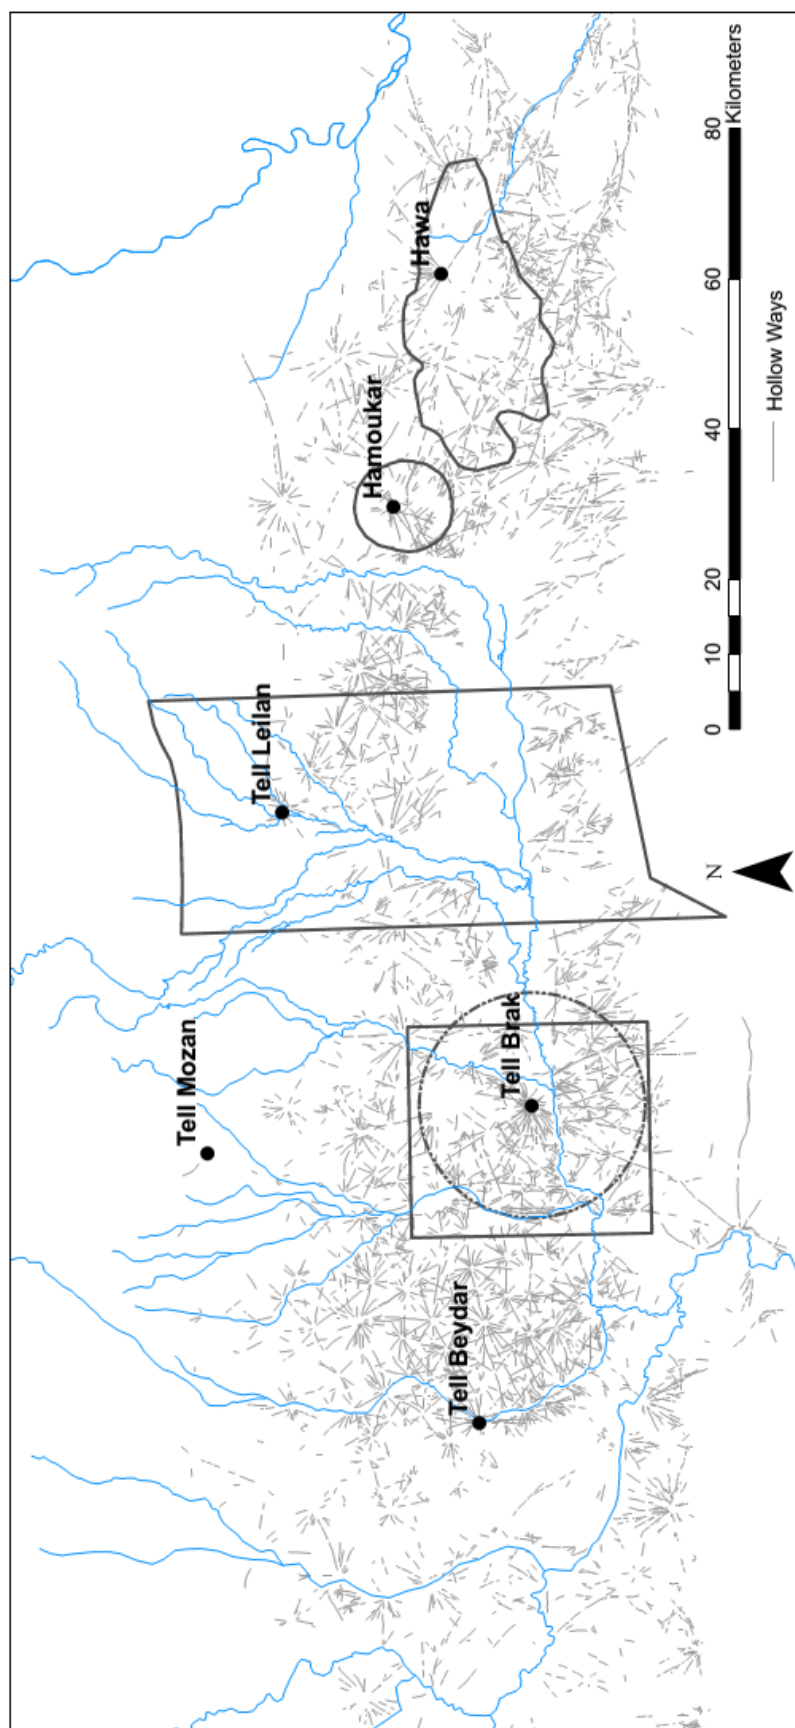 Tell Beydar
Tell Mozan
Tell Brak
Tell Leilan
Hamoukar
Hawa
N
0 10 20 40 60 80
Kilometers
Hollow Ways